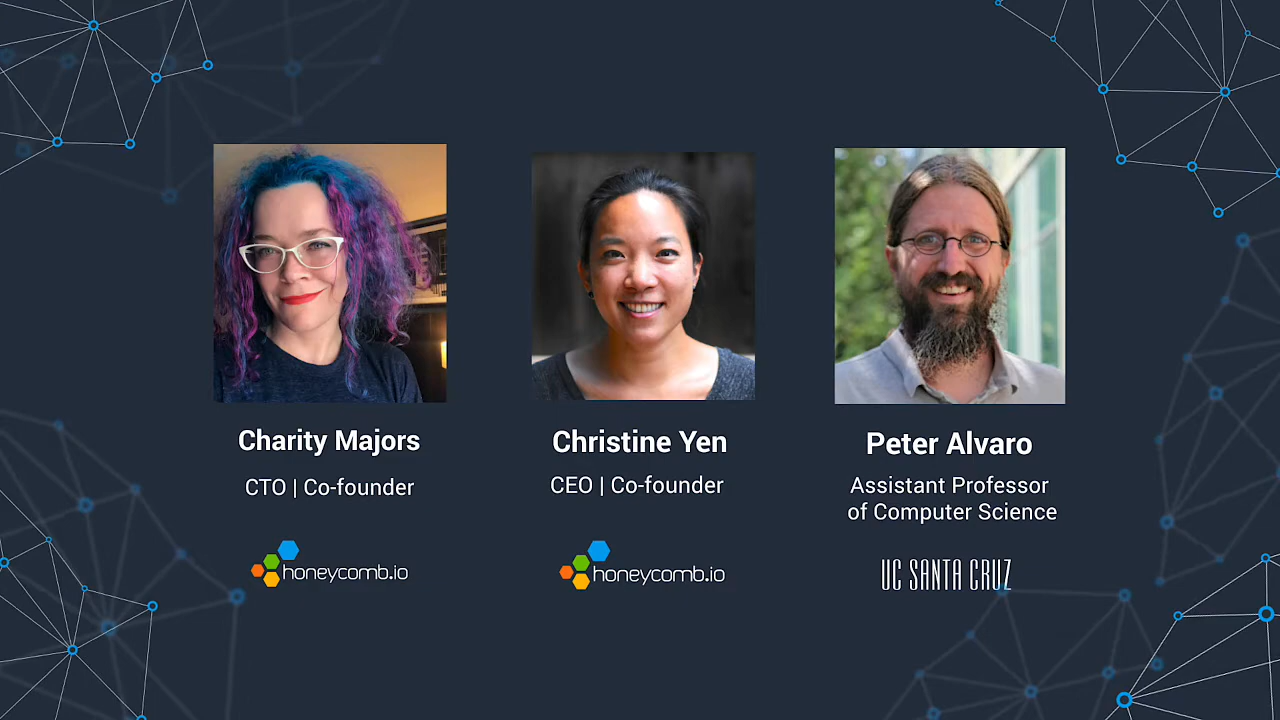 Charity Majors
CTO | Co-founder
honeycomb.io
Christine Yen
CEO | Co-founder
honeycomb.io
Peter Alvaro
Assistant Professor
of Computer Science
UC SANTA CRUZ